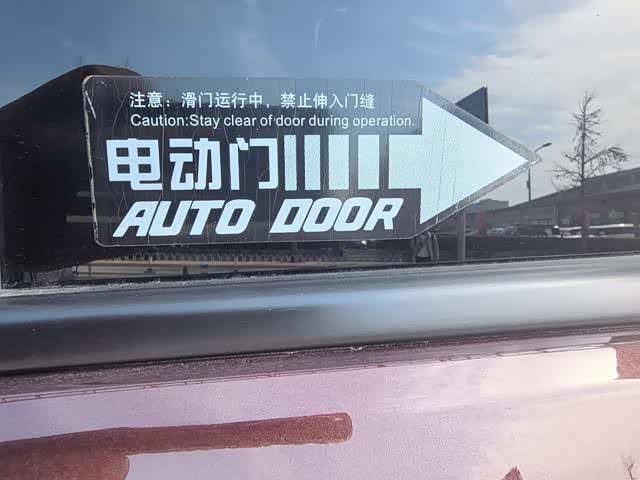 注意：滑门运行中，禁止伸入门缝
Caution:Stay clear of door during operation.
电动门
AUTO DOOR